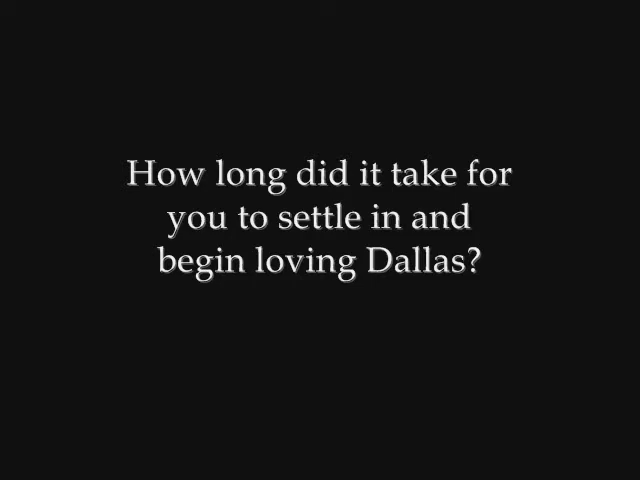 How long did it take for
you to settle in and
begin loving Dallas?